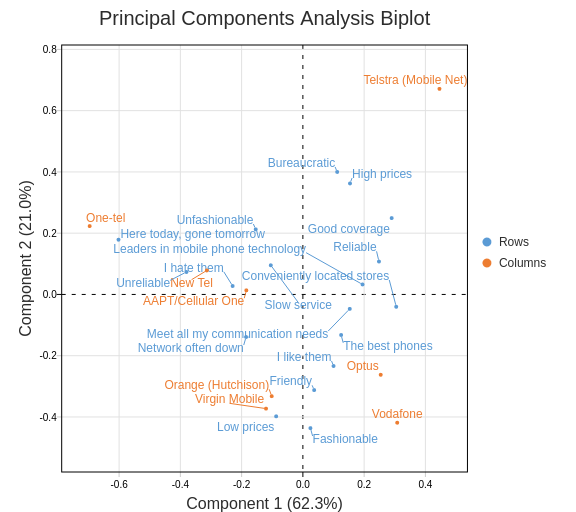 Principal Components Analysis Biplot
0.8
Telstra (Mobile Net)
0.6
0.4
Bureaucratic
High prices
One-tel
Unfashionable
0.2
Here today, gone tomorrow
Good coverage
Leaders in mobile phone technology
Reliable
I hate them
Conveniently located stores
Unreliable
New Tel
0.0
AAPT/Cellular One
Slow service
Meet all my communication needs
Network often down
The best phones
-0.2
I like them
Optus
Orange (Hutchison)
Friendly
Virgin Mobile
-0.4
Low prices
Vodafone
Fashionable
Component 2 (21.0%)
-0.6
-0.4
-0.2
0.0
0.2
0.4
Component 1 (62.3%)
Rows
Columns